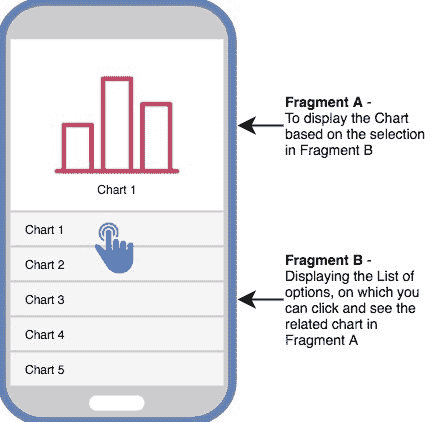 Chart 1
Chart 1
Chart 2
Chart 3
Chart 4
Chart 5
Fragment A -
To display the Chart
based on the selection
in Fragment B
Fragment B -
Displaying the List of
options, on which you
can click and see the
related chart in
Fragment A